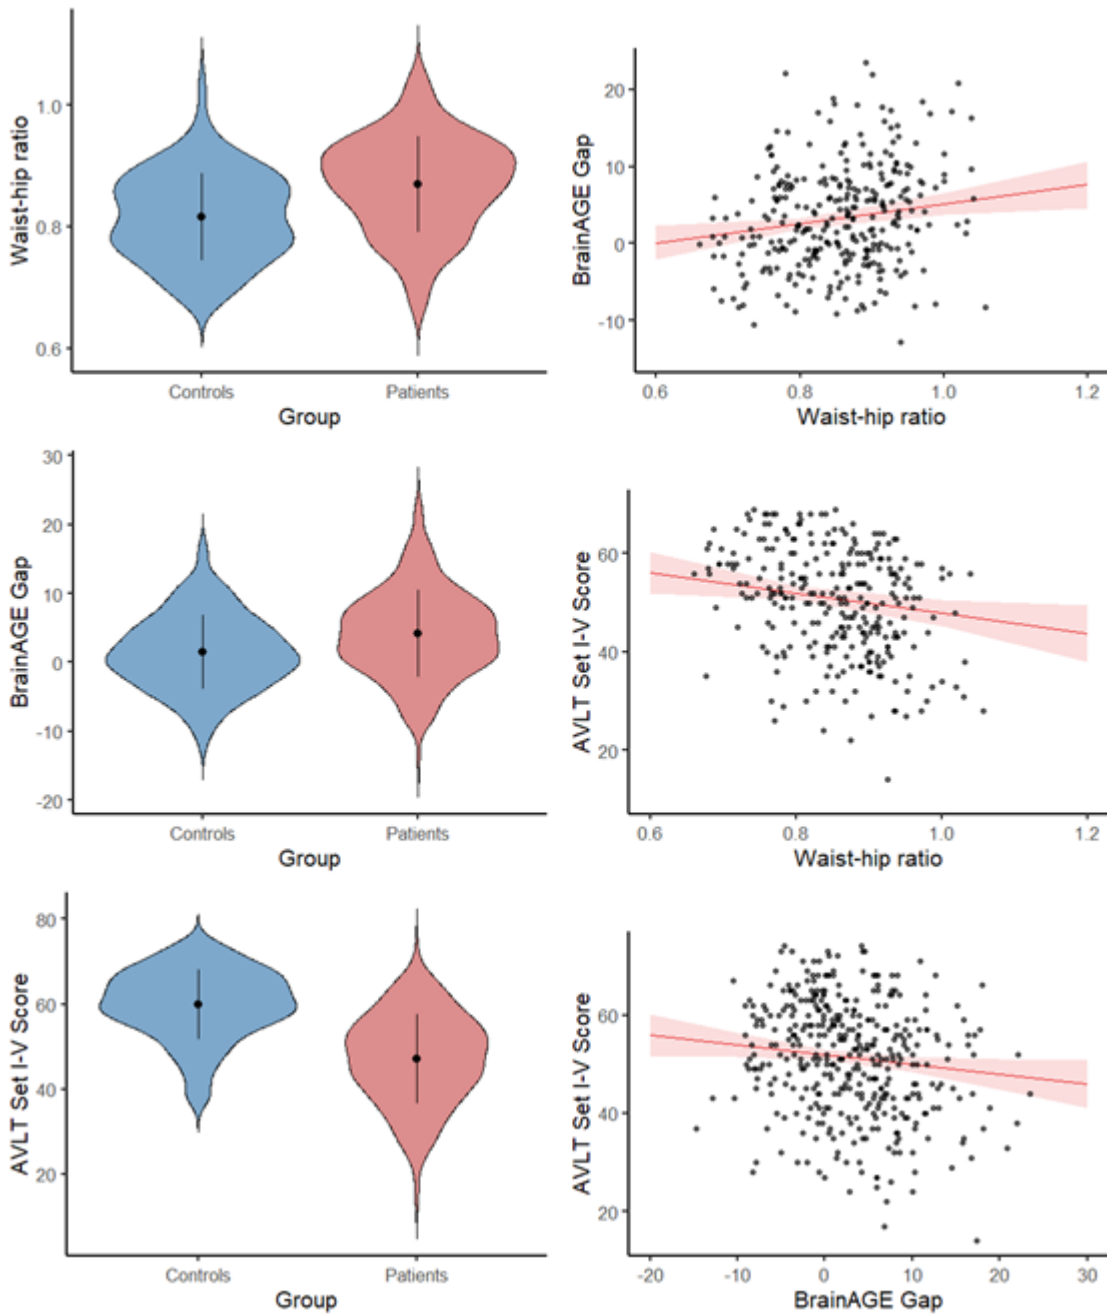 Waist-hip ratio
1.0
0.8
0.6
Controls Patients
Group
BrainAGE Gap
20
10
0
-10
0.6 0.8 1.0 1.2
Waist-hip ratio
BrainAGE Gap
30
20
10
0
-10
-20
Controls Patients
Group
AVLT Set I-V Score
60
40
20
0.6 0.8 1.0 1.2
Waist-hip ratio
AVLT Set I-V Score
80
60
40
20
Controls Patients
Group
AVLT Set I-V Score
60
40
20
-20 -10 0 10 20 30
BrainAGE Gap